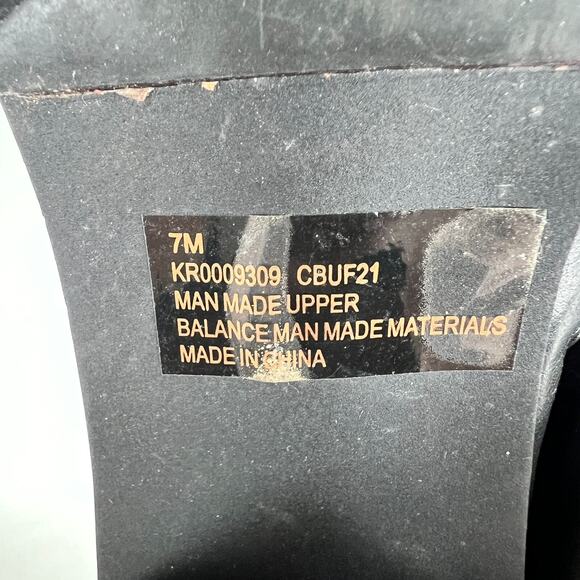 7M
KR0009309 CBUF21
MAN MADE UPPER
BALANCE MAN MADE MATERIALS
MADE IN CHINA